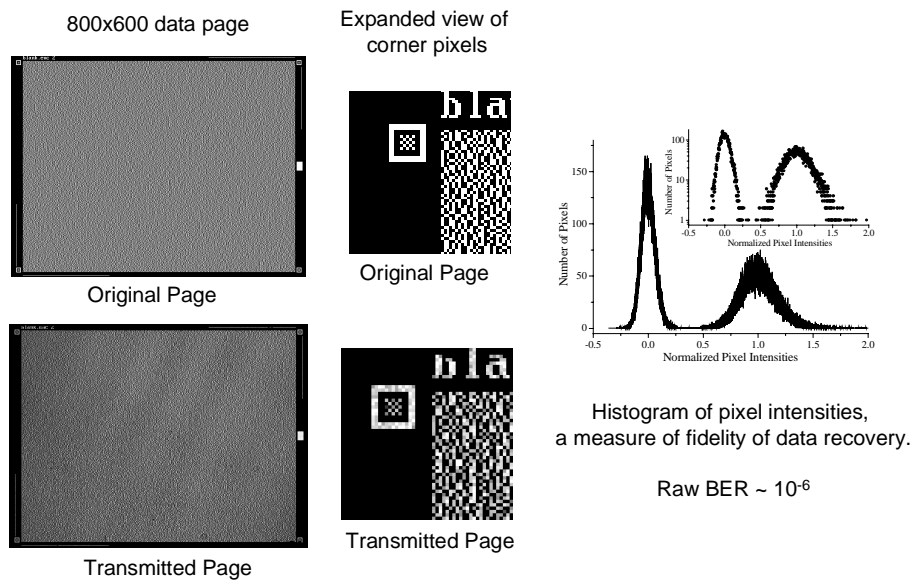 800x600 data page
Expanded view of
corner pixels
bla
Original Page
Original Page
bla
Transmitted Page
Transmitted Page
100
10
1
Number of Pixels
-0.5 0.0 0.5 1.0 1.5 2.0
Normalized Pixel Intensities
150
100
50
0
Number of Pixels
-0.5 0.0 0.5 1.0 1.5 2.0
Normalized Pixel Intensities
Histogram of pixel intensities,
a measure of fidelity of data recovery.
Raw BER ~ 10-6